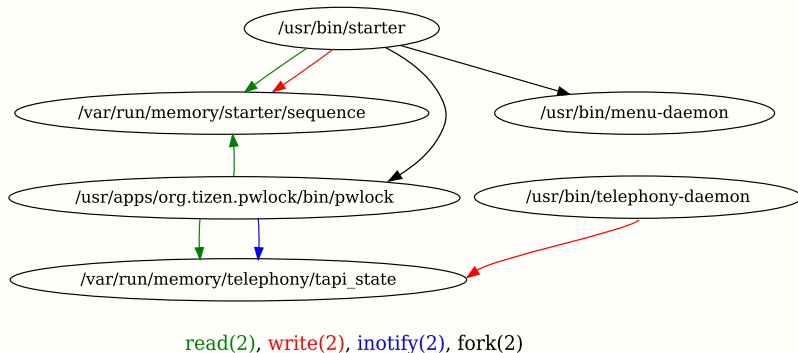 /usr/bin/starter
/var/run/memory/starter/sequence
/usr/bin/menu-daemon
/usr/apps/org.tizen.pwlock/bin/pwlock
/usr/bin/telephony-daemon
/var/run/memory/telephony/tapi_state
read(2), write(2), inotify(2), fork(2)